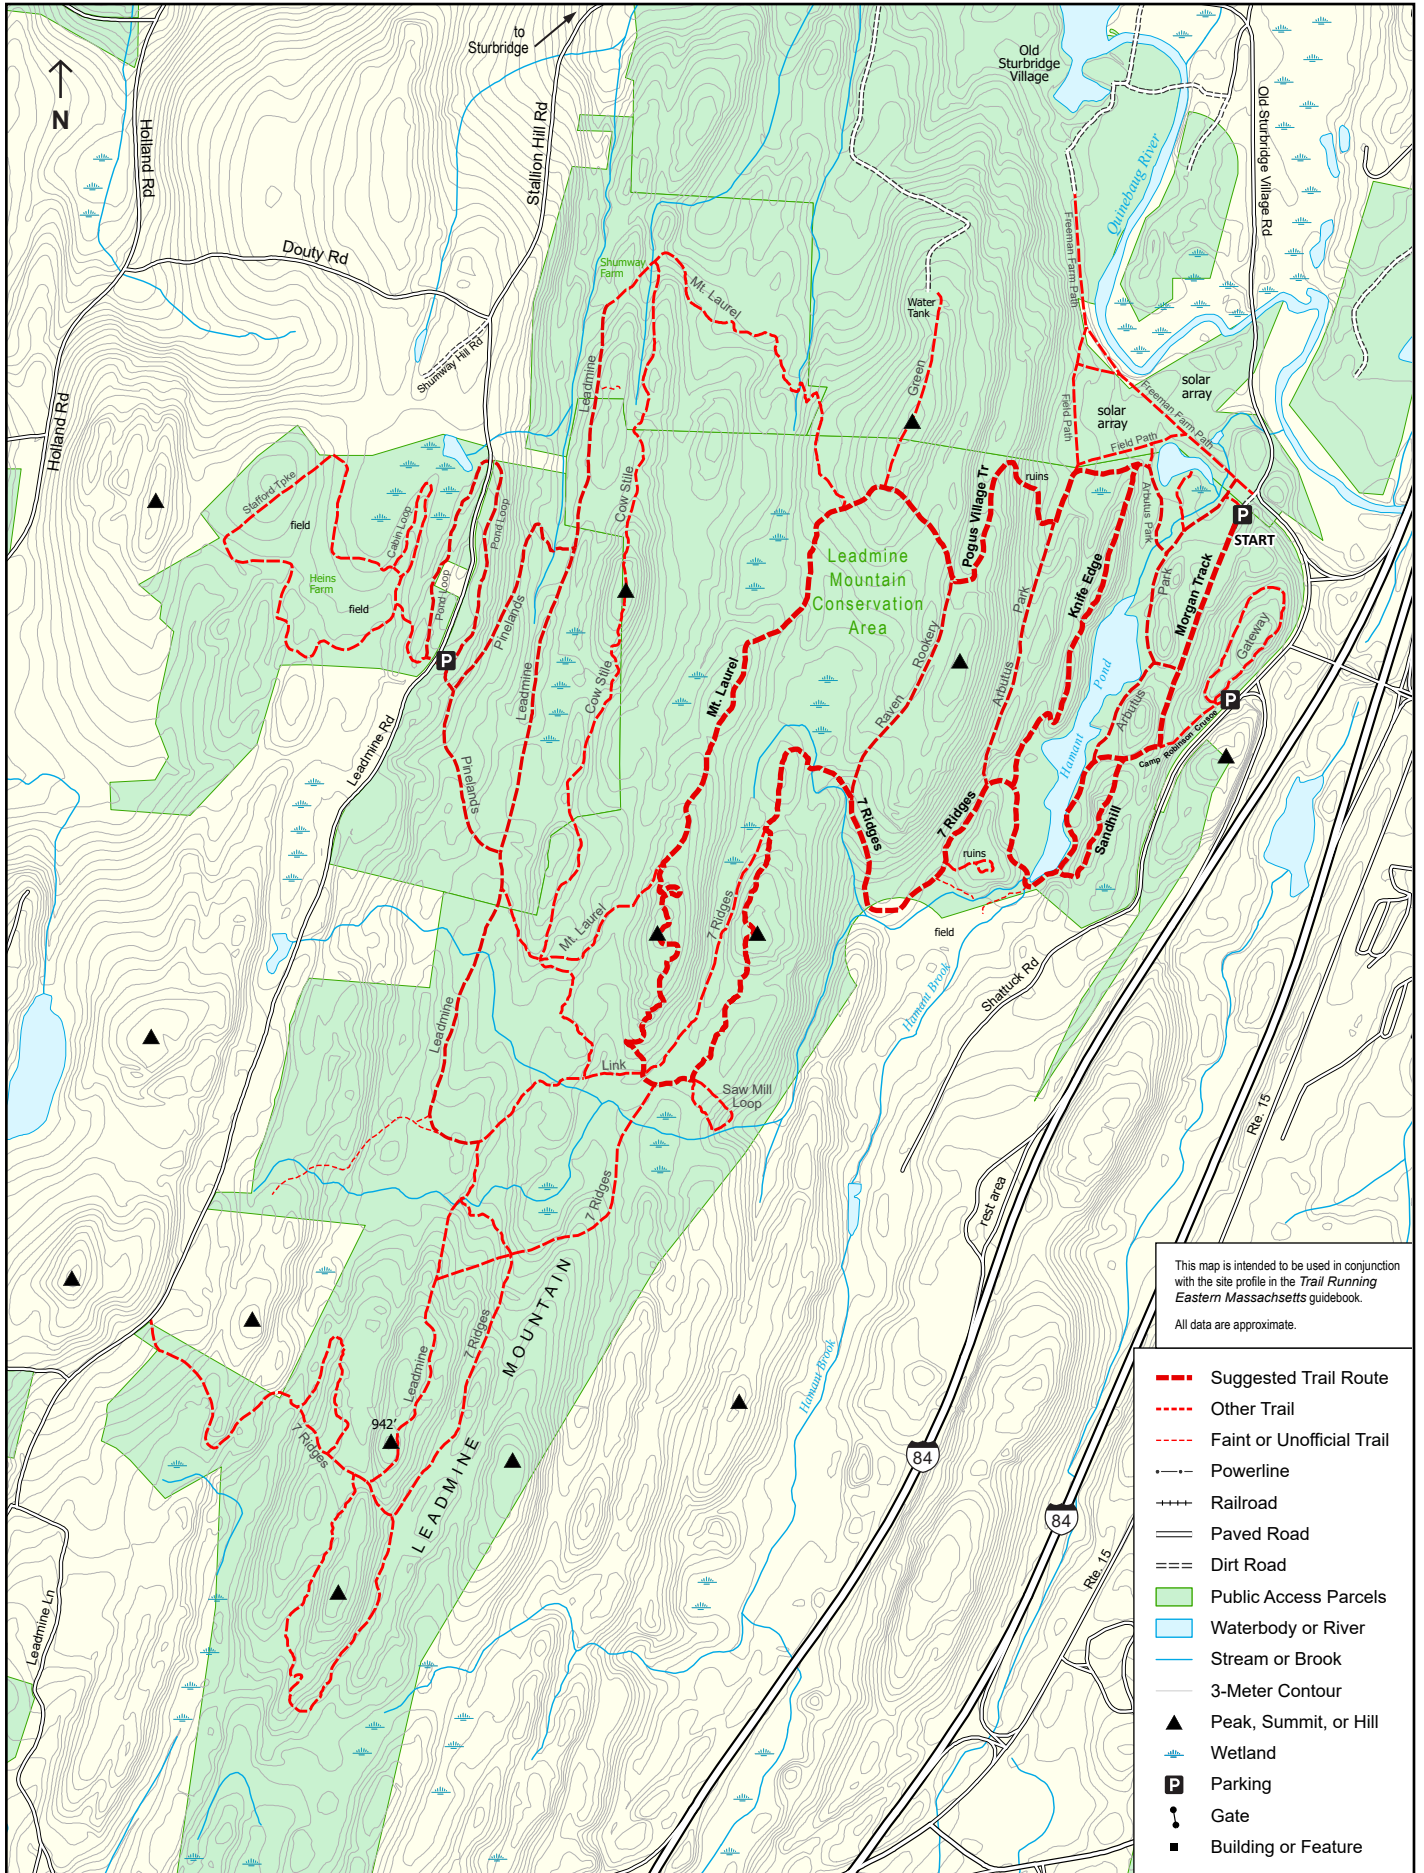 to
Sturbridge
N
Holland Rd
Stallion Hill Rd
Old
Sturbridge
Village
Old Sturbridge Village Rd
Quinebaug River
Douty Rd
Shumway
Farm
Mt. Laurel
Freeman Farm Path
Water
Tank
Shumway Hill Rd
Holland Rd
Leadmine
Green
solar
array
solar
array
Freeman Farm Path
Field Path
Field Path
Stafford Tpke
field
Cabin Loop
Pond Loop
Cow Stile
Pogus Village Tr
ruins
Arbutus Park
P
START
Heins
Farm
field
Pond Loop
Pinelands
Leadmine
Mountain
Conservation
Area
Knife Edge
Park
Morgan Track
Park
Gateway
P
Leadmine
Cow Stile
Mt. Laurel
Rookery
Raven
Arbutus
Pond
Hamant
Arbutus
P
Camp Robinson Crusoe
Leadmine Rd
Pinelands
7 Ridges
7 Ridges
Sandhill
ruins
Mt. Laurel
7 Ridges
field
Hamant Brook
Shattuck Rd
Leadmine
Link
Saw Mill
Loop
Rte. 15
rest area
7 Ridges
LEADMINE MOUNTAIN
7 Ridges
Leadmine
942'
7 Ridges
Hamant Brook
84
84
Rte. 15
Leadmine Ln
This map is intended to be used in conjunction
with the site profile in the Trail Running
Eastern Massachsetts guidebook.
All data are approximate.
Suggested Trail Route
Other Trail
Faint or Unofficial Trail
Powerline
Railroad
Paved Road
Dirt Road
Public Access Parcels
Waterbody or River
Stream or Brook
3-Meter Contour
Peak, Summit, or Hill
Wetland
P Parking
Gate
Building or Feature